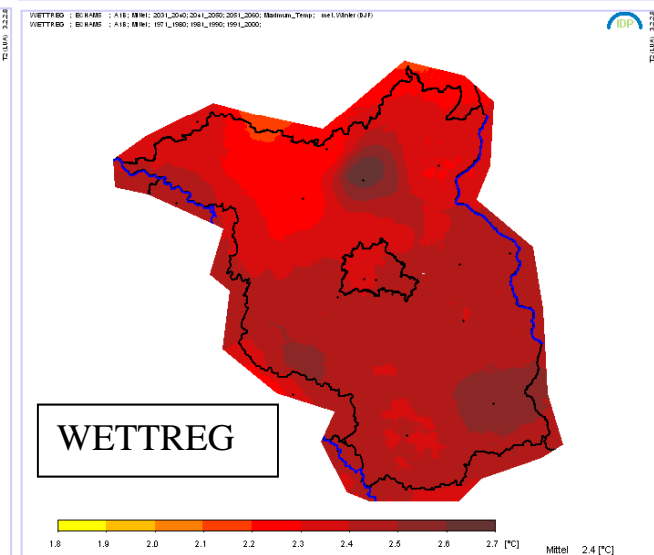 WETTREG ; ECHAM5 ; A1B; Mittel; 2031_2040; 2041_2050; 2051_2060; Maximum_Temp; met. Winter (DJF)
WETTREG ; ECHAM5 ; A1B; Mittel; 1971_1980; 1981_1990; 1991_2000;
IDP
WETTREG
1.8 1.9 2.0 2.1 2.2 2.3 2.4 2.5 2.6 2.7 [°C]
Mittel 2.4 [°C]